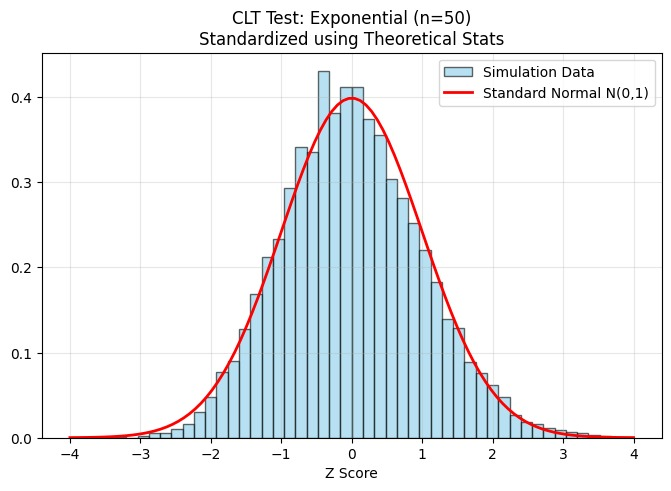 CLT Test: Exponential (n=50)
Standardized using Theoretical Stats
Simulation Data
Standard Normal N(0,1)
0.4
0.3
0.2
0.1
0.0
−4 −3 −2 −1 0 1 2 3 4
Z Score